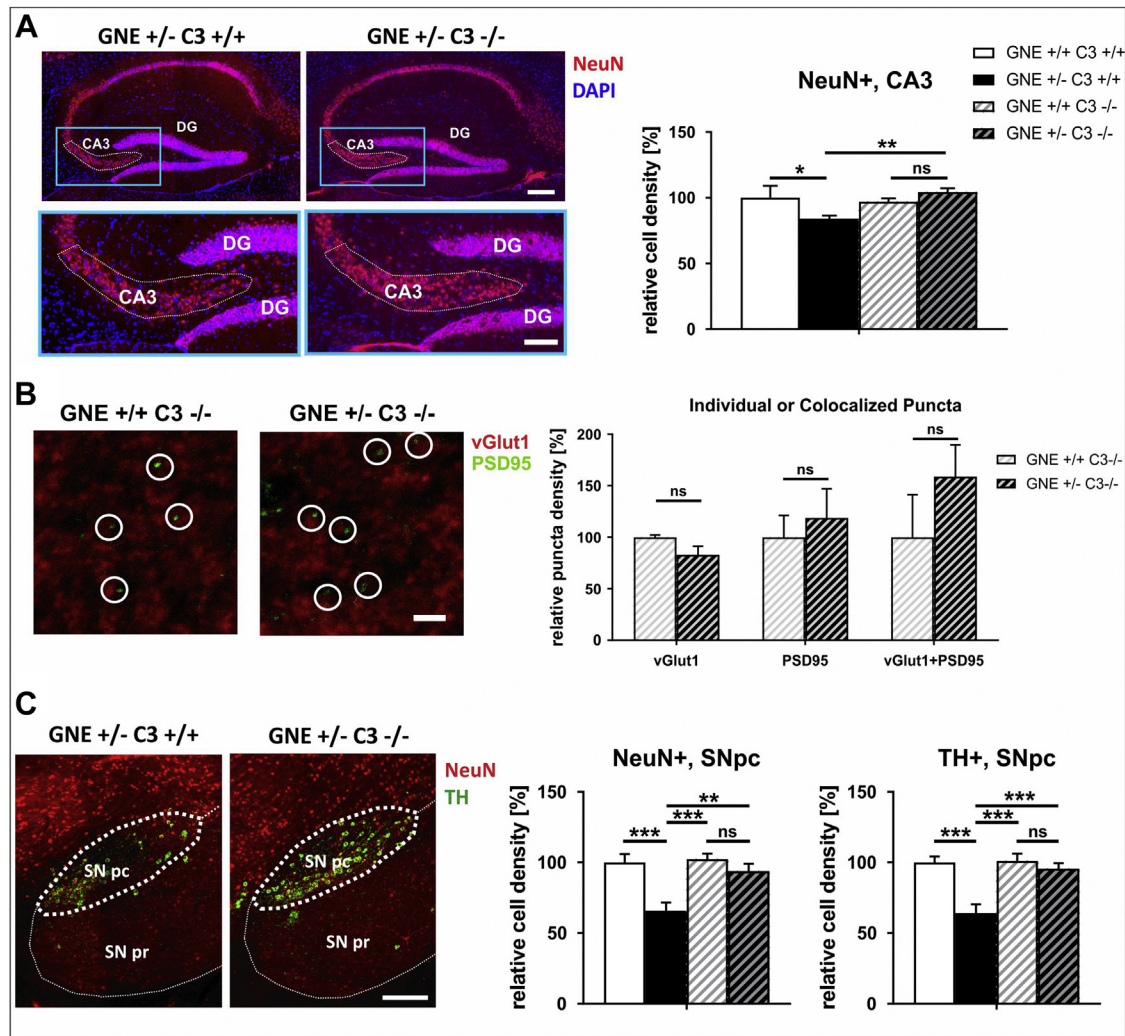 A
GNE +/- C3 +/+
GNE +/- C3 -/-
NeuN
DAPI
DG
CA3
DG
CA3
DG
CA3
DG
DG
CA3
DG
NeuN+, CA3
GNE +/+ C3 +/+
GNE +/- C3 +/+
GNE +/+ C3 -/-
GNE +/- C3 -/-
relative cell density [%]
150
100
50
0
*
**
ns
B
GNE +/+ C3 -/-
GNE +/- C3 -/-
vGlut1
PSD95
Individual or Colocalized Puncta
relative puncta density [%]
200
150
100
50
0
ns
ns
ns
vGlut1
PSD95
vGlut1+PSD95
GNE +/+ C3-/-
GNE +/- C3-/-
C
GNE +/- C3 +/+
GNE +/- C3 -/-
NeuN
TH
SN pc
SN pr
SN pc
SN pr
NeuN+, SNpc
relative cell density [%]
150
100
50
0
**
***
***
ns
TH+, SNpc
relative cell density [%]
150
100
50
0
***
***
***
ns